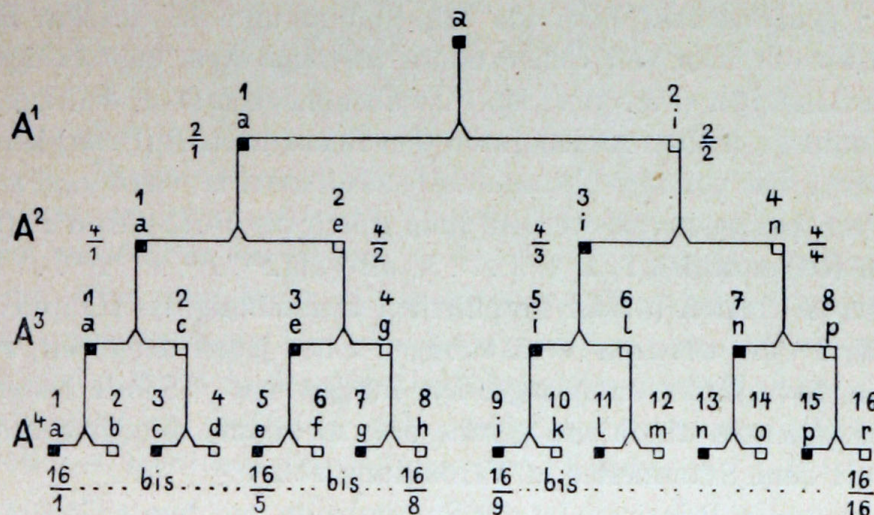 a
1 2
A¹ 2/1 a i 2/2
1 2 3 4
A² 4/1 a e 4/2 4/3 i n 4/4
1 2 3 4 5 6 7 8
A³ a c e g i l n p
1 2 3 4 5 6 7 8 9 10 11 12 13 14 15 16
A⁴ a b c d e f g h i k l m n o p r
16/1 ...... bis ...... 16/5 ...... bis ... 16/8 16/9 ... bis ...... 16/16